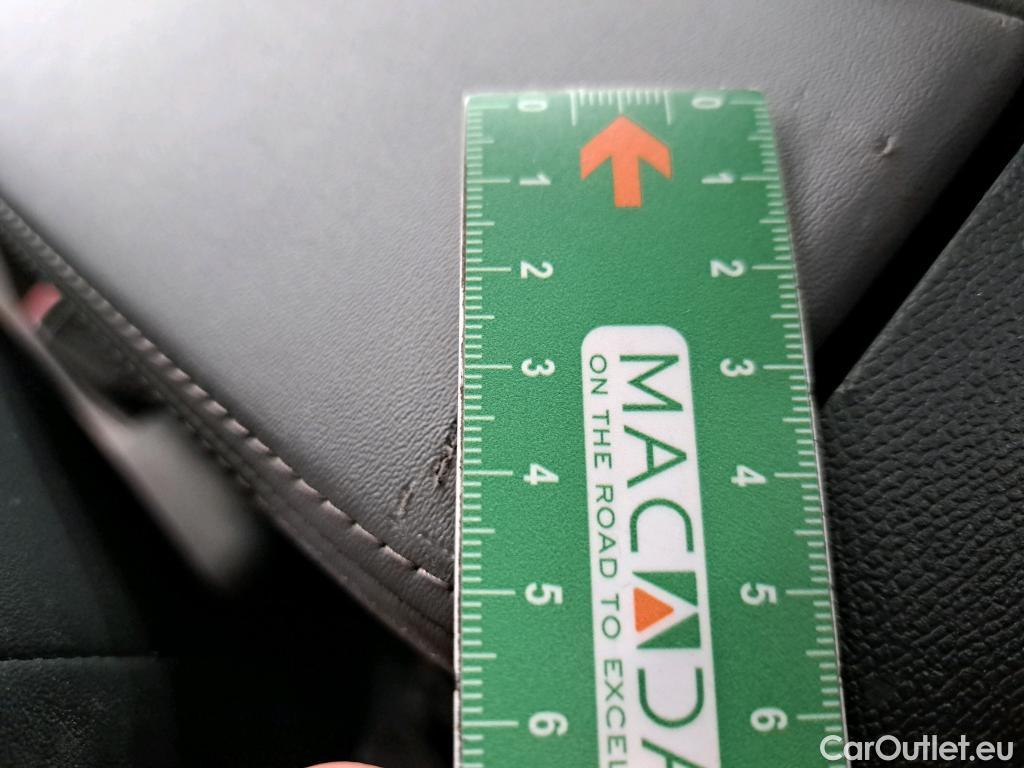 0 0
1 1
2 2
3 3
4 4
5 5
6 6
MACADA
ON THE ROAD TO EXCEL
CarOutlet.eu